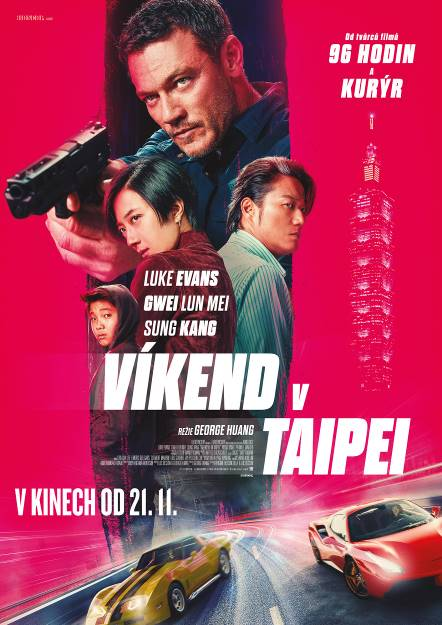 Od tvůrců filmů
96 HODIN
A
KURÝR
LUKE EVANS
GWEI LUN MEI
SUNG KANG
VÍKEND V
TAIPEI
REŽIE GEORGE HUANG
V KINECH OD 21. 11.